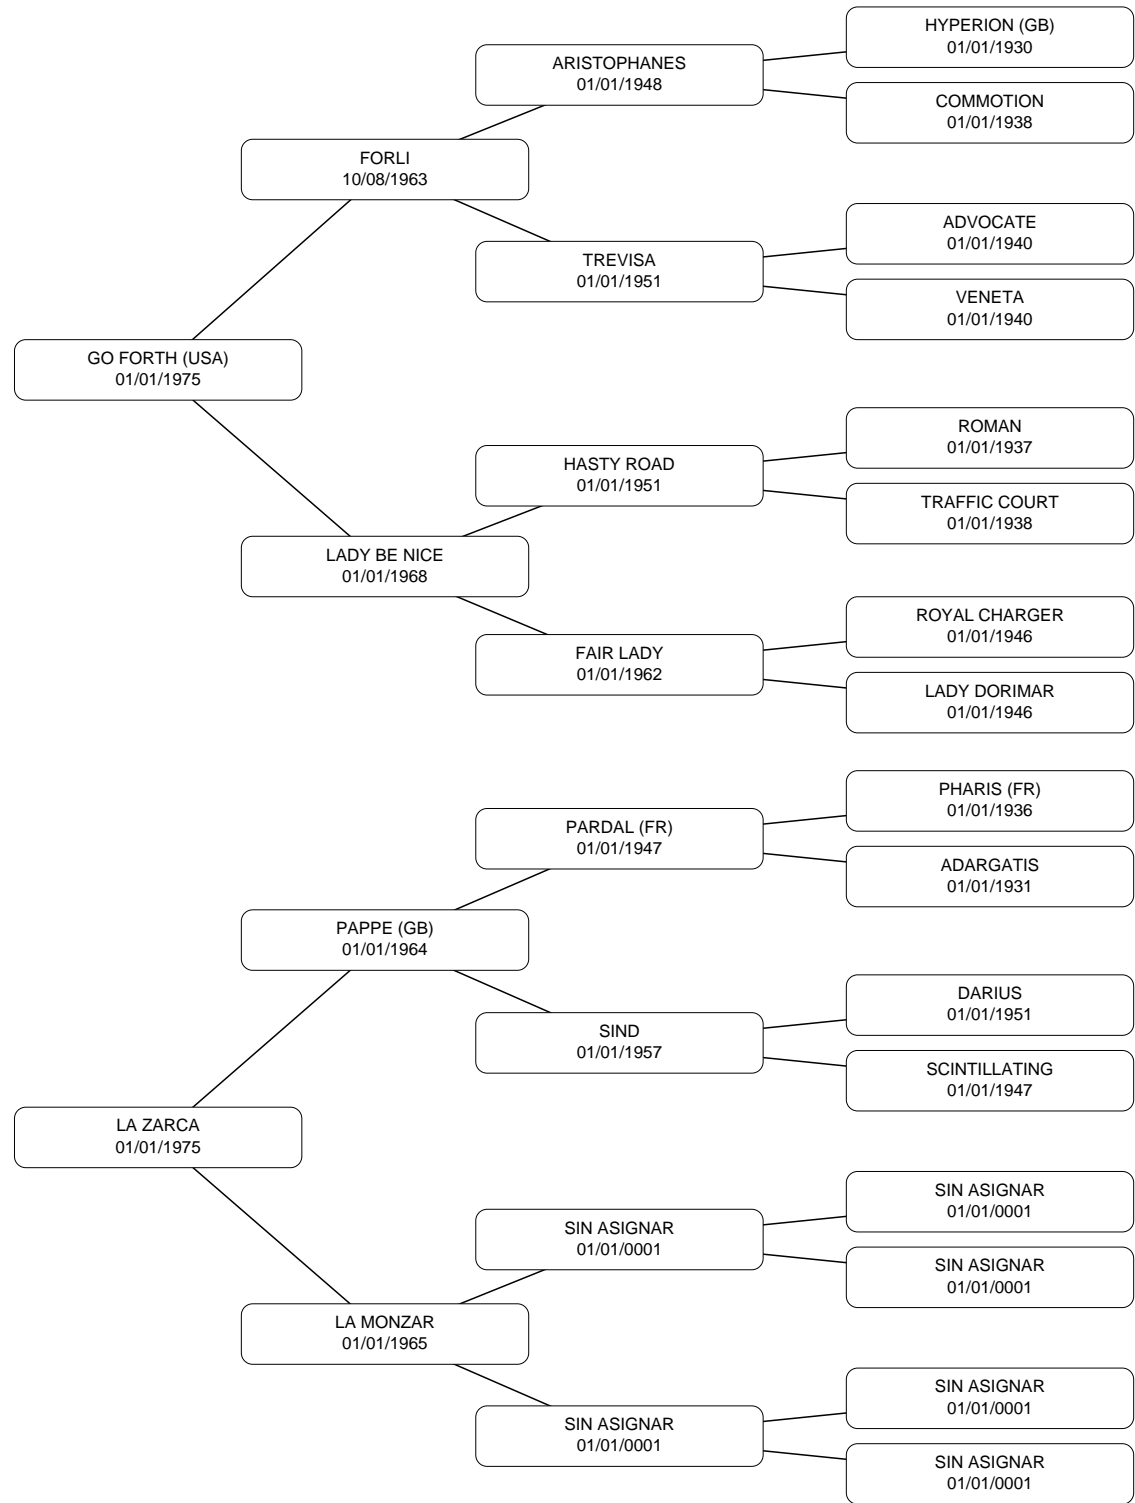 HYPERION (GB)
01/01/1930
ARISTOPHANES
01/01/1948
COMMOTION
01/01/1938
FORLI
10/08/1963
ADVOCATE
01/01/1940
TREVISA
01/01/1951
VENETA
01/01/1940
GO FORTH (USA)
01/01/1975
ROMAN
01/01/1937
HASTY ROAD
01/01/1951
TRAFFIC COURT
01/01/1938
LADY BE NICE
01/01/1968
ROYAL CHARGER
01/01/1946
FAIR LADY
01/01/1962
LADY DORIMAR
01/01/1946
PHARIS (FR)
01/01/1936
PARDAL (FR)
01/01/1947
ADARGATIS
01/01/1931
PAPPE (GB)
01/01/1964
DARIUS
01/01/1951
SIND
01/01/1957
SCINTILLATING
01/01/1947
LA ZARCA
01/01/1975
SIN ASIGNAR
01/01/0001
SIN ASIGNAR
01/01/0001
SIN ASIGNAR
01/01/0001
LA MONZAR
01/01/1965
SIN ASIGNAR
01/01/0001
SIN ASIGNAR
01/01/0001
SIN ASIGNAR
01/01/0001